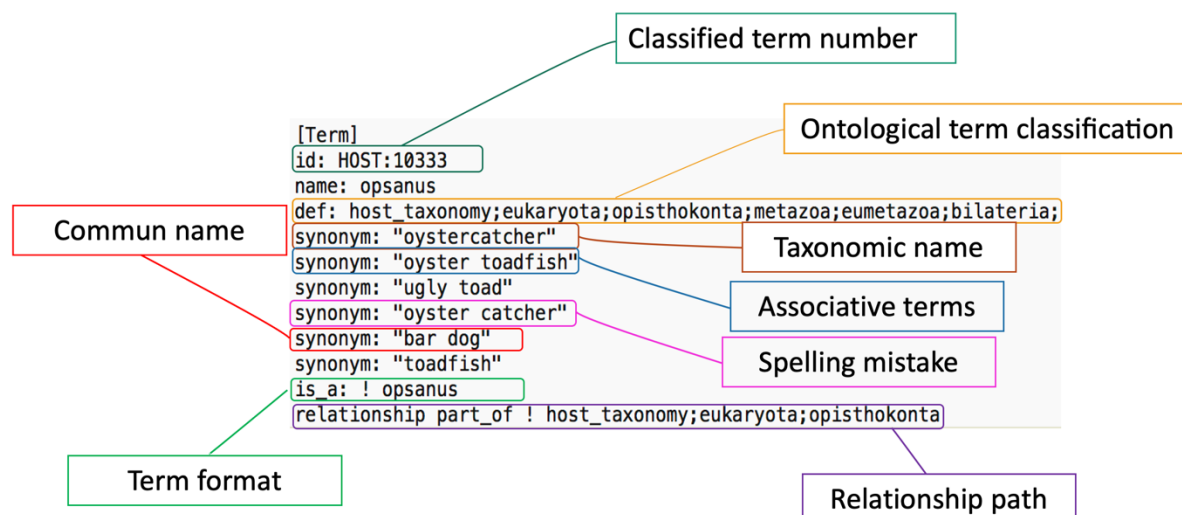 Classified term number
Ontological term classification
[Term]
id: HOST:10333
name: opsanus
def: host_taxonomy;eukaryota;opisthokonta;metazoa;eumetazoa;bilateria;
Commun name
synonym: "oystercatcher"
Taxonomic name
synonym: "oyster toadfish"
synonym: "ugly toad"
Associative terms
synonym: "oyster catcher"
synonym: "bar dog"
Spelling mistake
synonym: "toadfish"
is_a: ! opsanus
relationship part_of ! host_taxonomy;eukaryota;opisthokonta
Term format
Relationship path